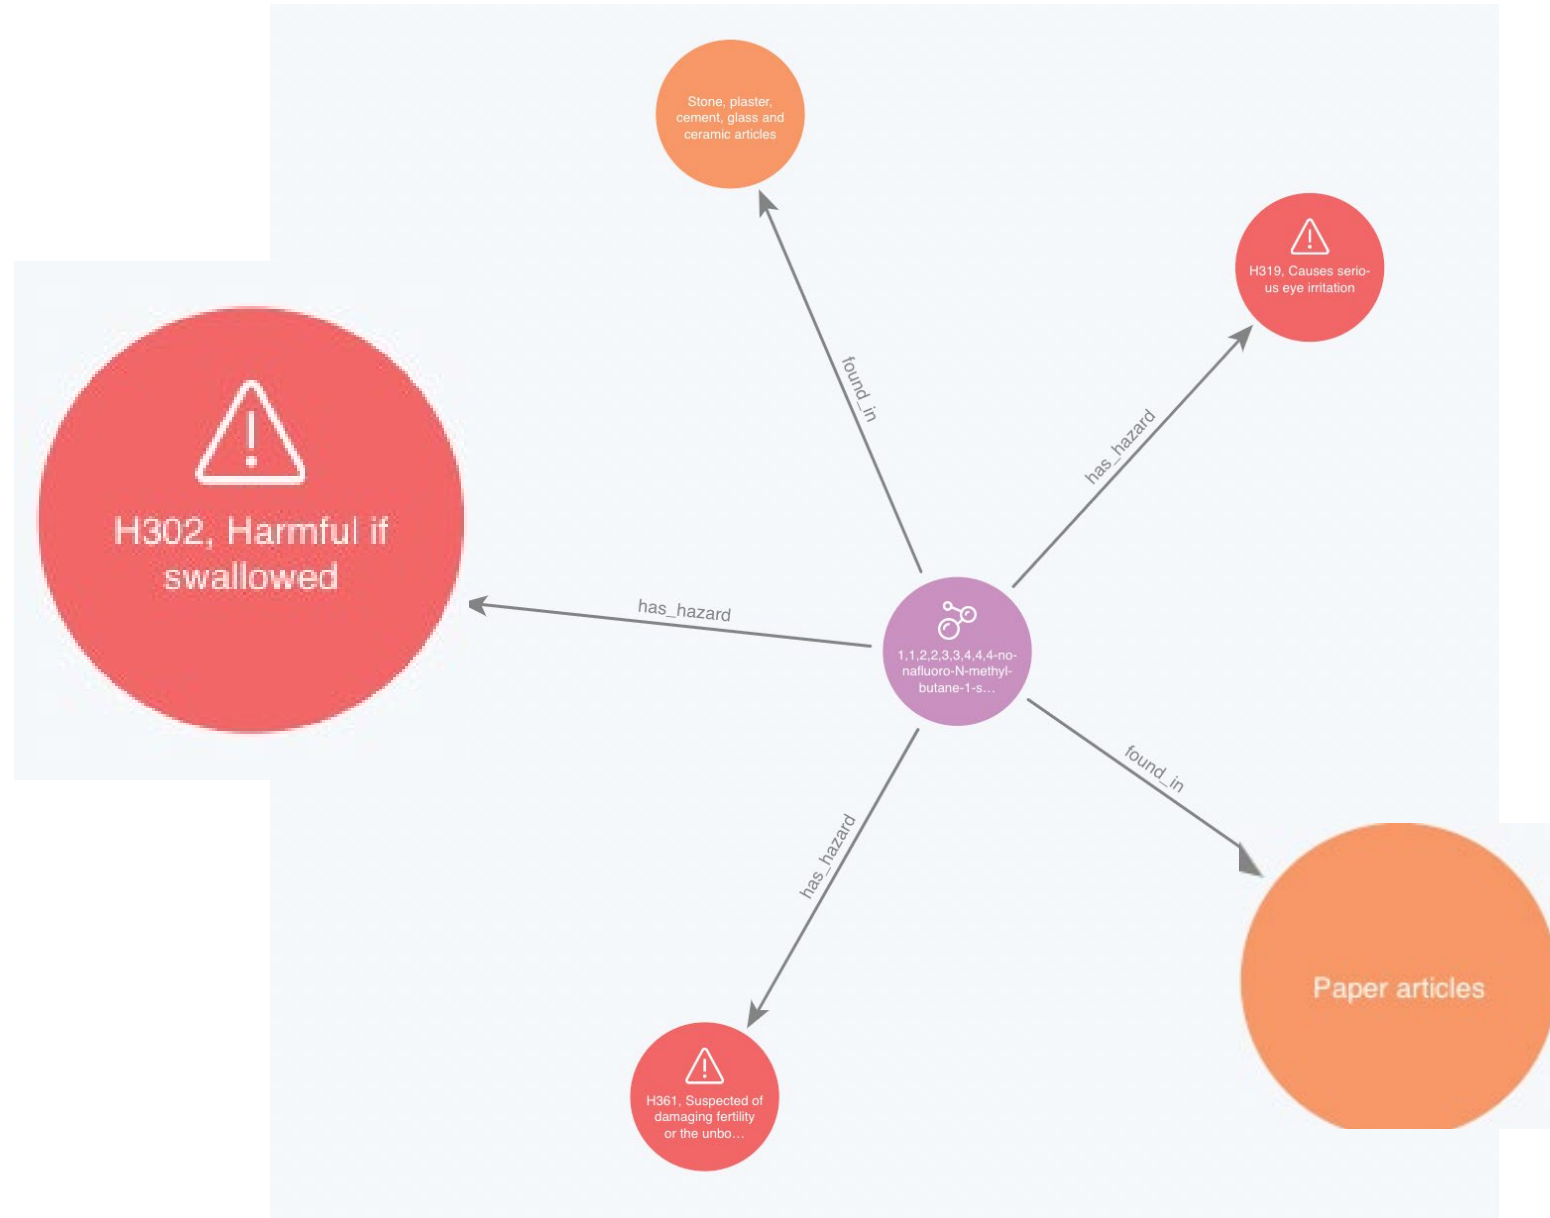 Stone, plaster,
cement, glass and
ceramic articles
H319, Causes serio-
us eye irritation
found_in
has_hazard
H302, Harmful if
swallowed
has_hazard
1,1,2,2,3,3,4,4,4-no-
nafluoro-N-methyl-
butane-1-s...
found_in
has_hazard
Paper articles
H361, Suspected of
damaging fertility
or the unbo...